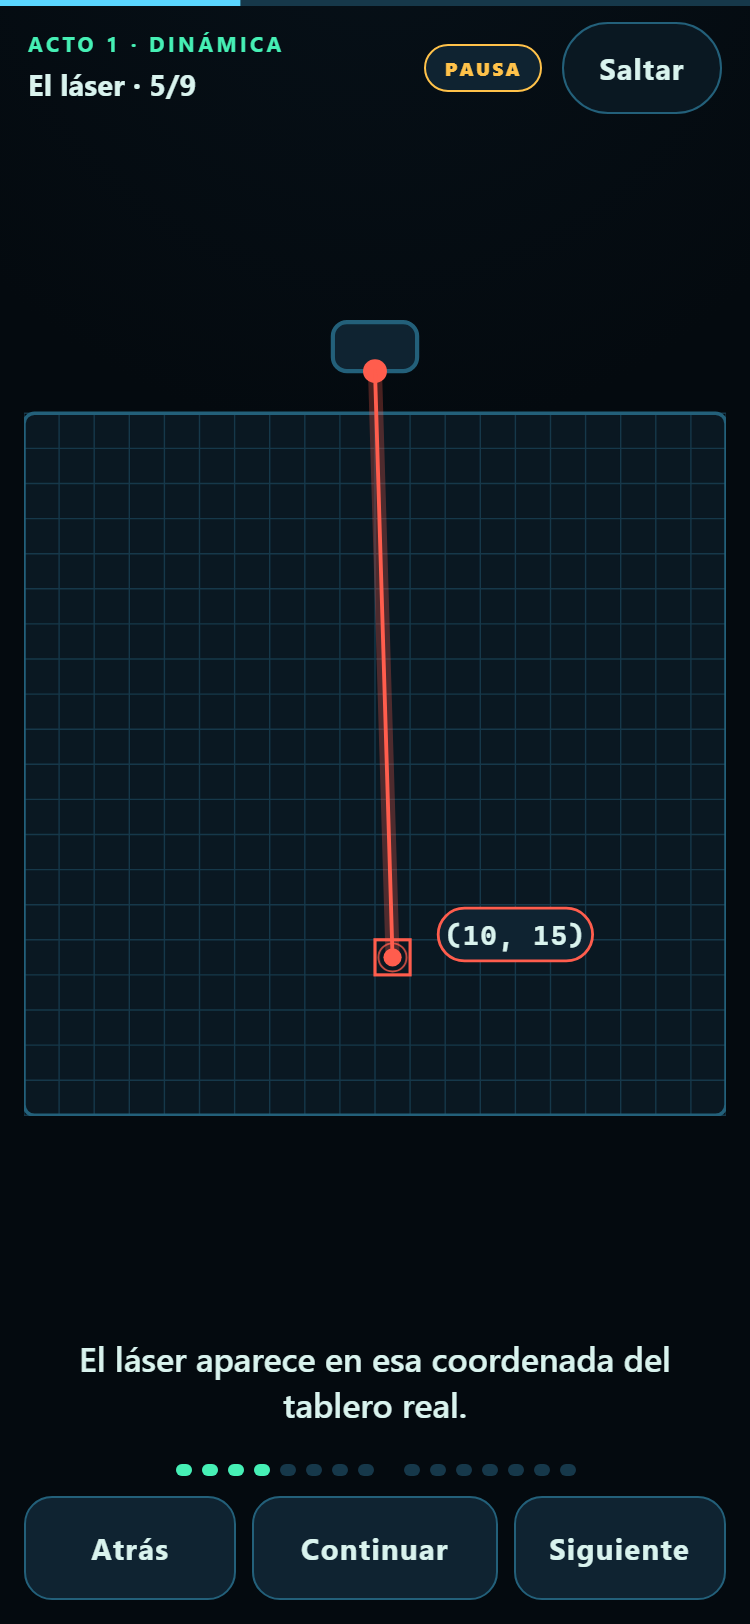 ACTO 1 · DINÁMICA
El láser · 5/9
PAUSA
Saltar
(10, 15)
El láser aparece en esa coordenada del
tablero real.
Atrás
Continuar
Siguiente